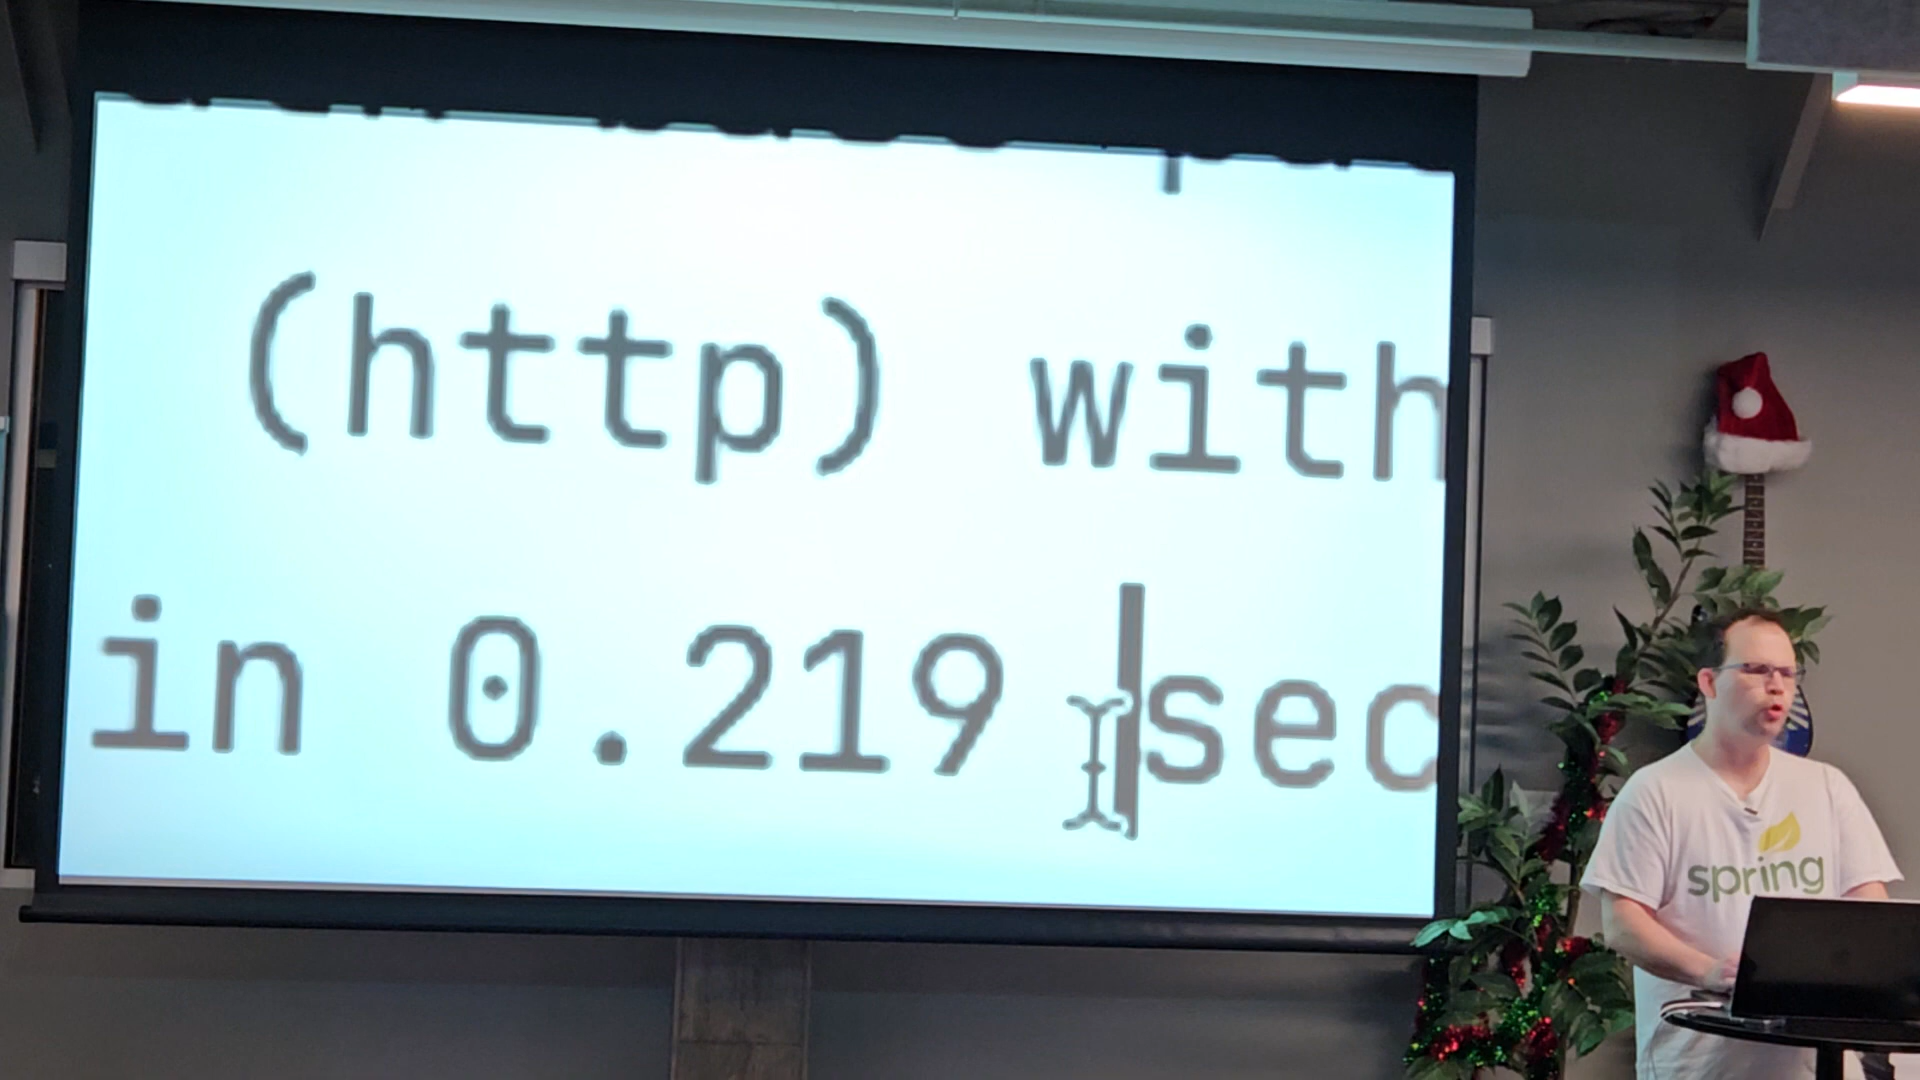 (http) with
in 0.219 sec
spring